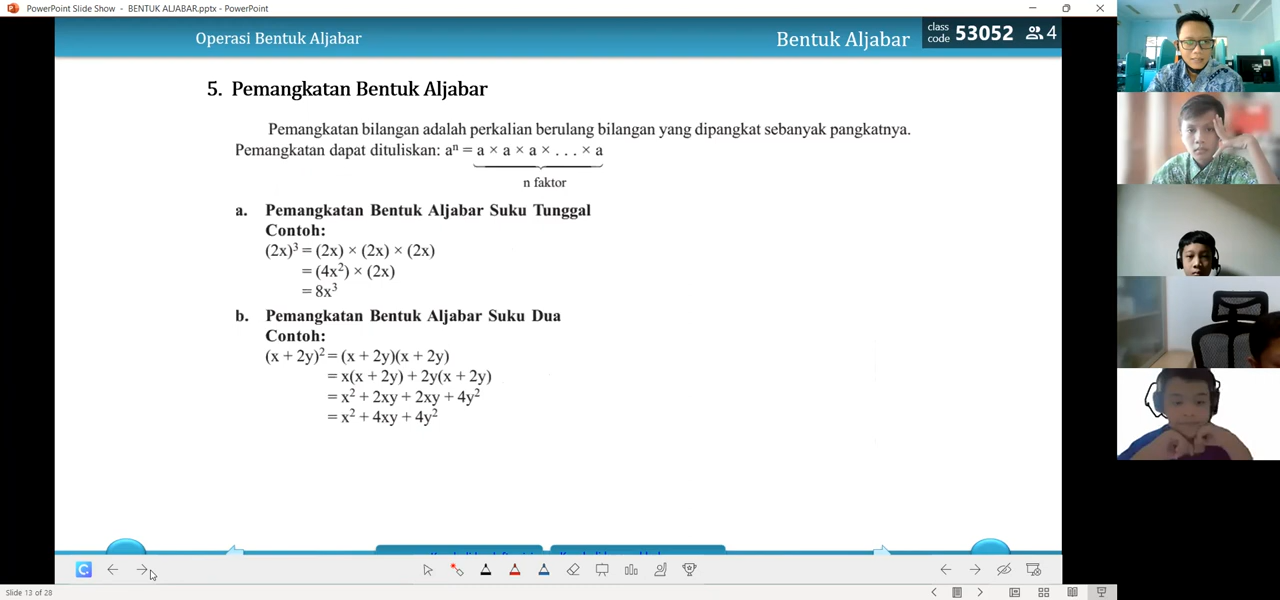 PowerPoint Slide Show - BENTUK ALJABAR.pptx - PowerPoint
Operasi Bentuk Aljabar
Bentuk Aljabar
class code 53052 4
5. Pemangkatan Bentuk Aljabar
Pemangkatan bilangan adalah perkalian berulang bilangan yang dipangkat sebanyak pangkatnya.
Pemangkatan dapat dituliskan: aⁿ = a × a × a × . . . × a
n faktor
a. Pemangkatan Bentuk Aljabar Suku Tunggal
Contoh:
(2x)³ = (2x) × (2x) × (2x)
= (4x²) × (2x)
= 8x³
b. Pemangkatan Bentuk Aljabar Suku Dua
Contoh:
(x + 2y)² = (x + 2y)(x + 2y)
= x(x + 2y) + 2y(x + 2y)
= x² + 2xy + 2xy + 4y²
= x² + 4xy + 4y²
Slide 13 of 28